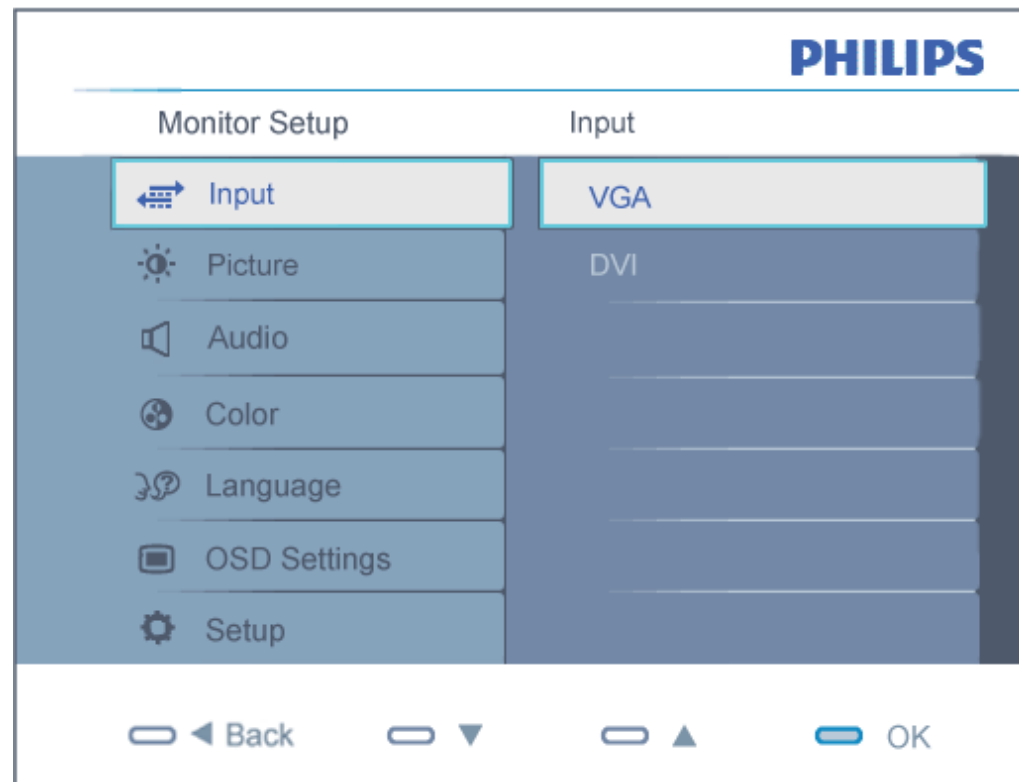 PHILIPS
Monitor Setup
Input
Input
VGA
Picture
DVI
Audio
Color
Language
OSD Settings
Setup
Back
OK